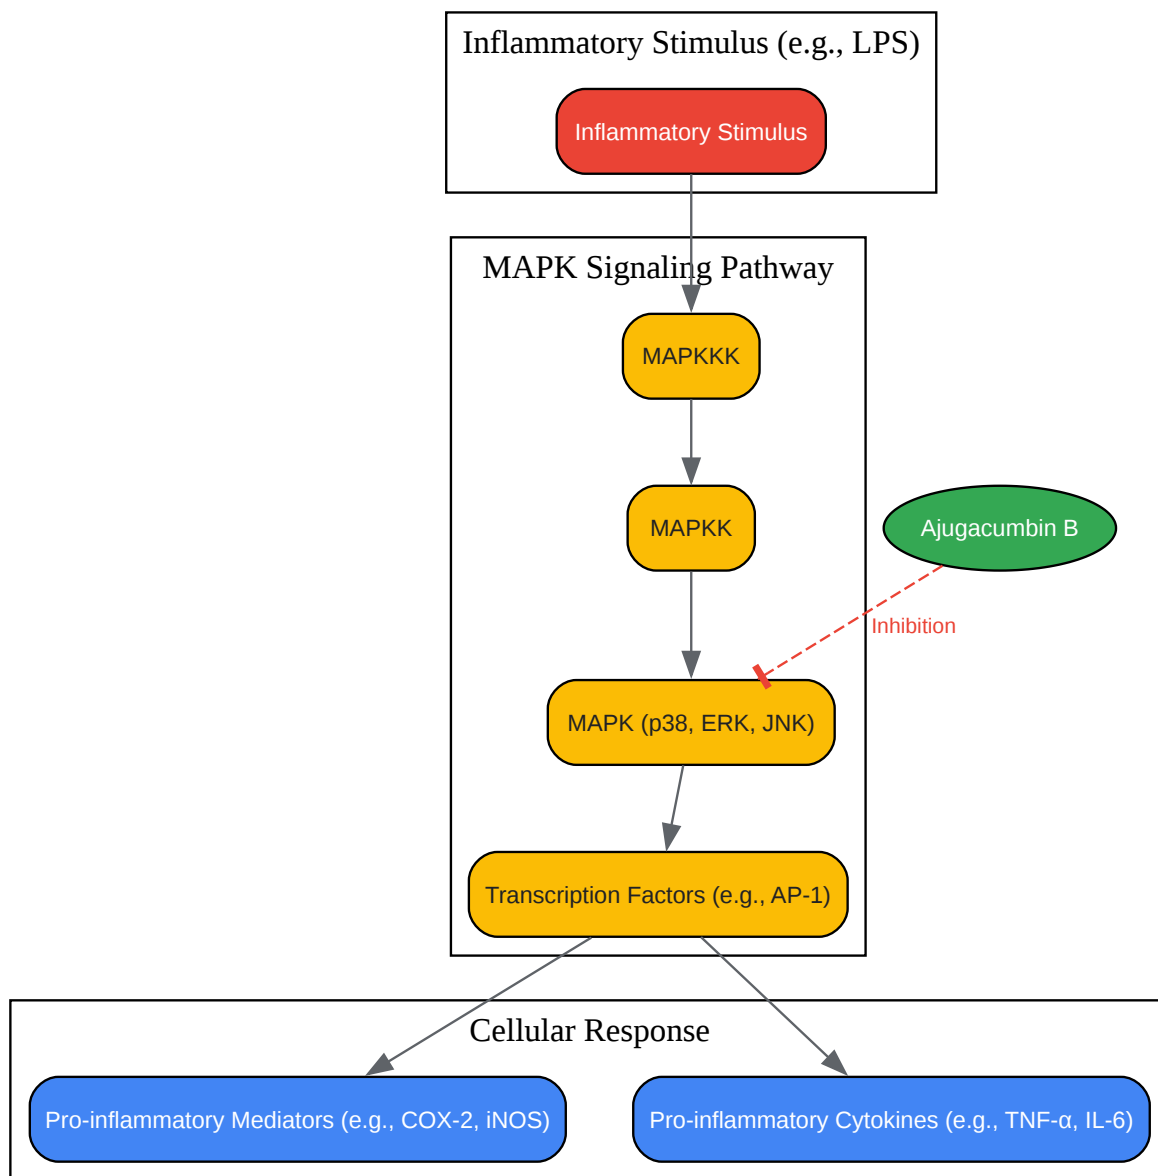 Inflammatory Stimulus (e.g., LPS)
Inflammatory Stimulus
MAPK Signaling Pathway
MAPKKK
MAPKK
Ajugacumbin B
Inhibition
MAPK (p38, ERK, JNK)
Transcription Factors (e.g., AP-1)
Cellular Response
Pro-inflammatory Mediators (e.g., COX-2, iNOS)
Pro-inflammatory Cytokines (e.g., TNF-α, IL-6)